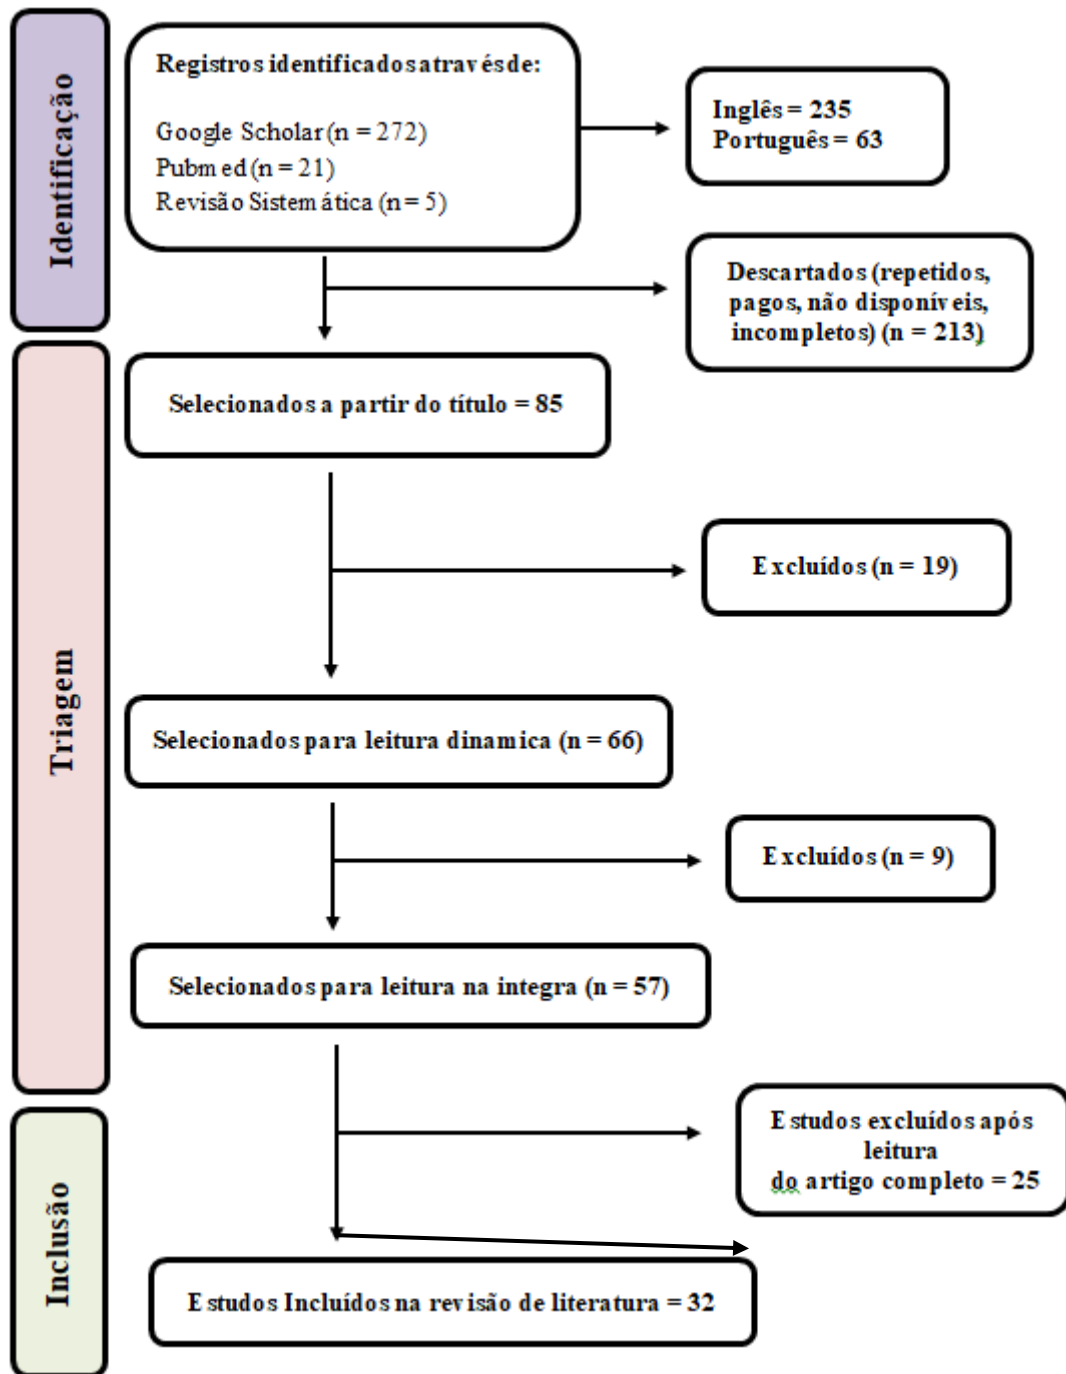 Identificação
Registros identificados através de:
Google Scholar (n = 272)
Pubmed (n = 21)
Revisão Sistemática (n = 5)
Inglês = 235
Português = 63
Descartados (repetidos,
pagos, não disponíveis,
incompletos) (n = 213)
Triagem
Selecionados a partir do título = 85
Excluídos (n = 19)
Selecionados para leitura dinamica (n = 66)
Excluídos (n = 9)
Selecionados para leitura na integra (n = 57)
Inclusão
Estudos excluídos após
leitura
do artigo completo = 25
Estudos Incluídos na revisão de literatura = 32